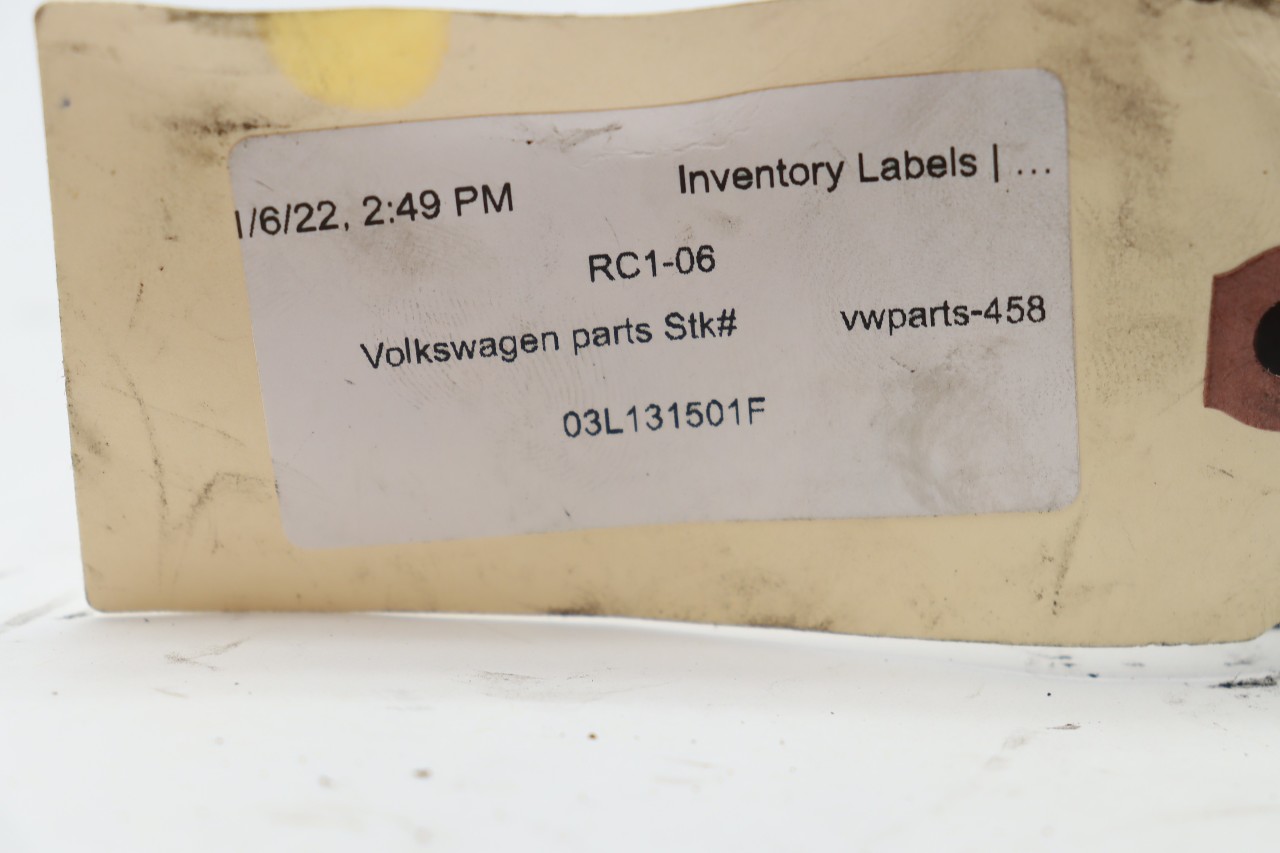 1/6/22, 2:49 PM Inventory Labels | ...
RC1-06
Volkswagen parts Stk# vwparts-458
03L131501F